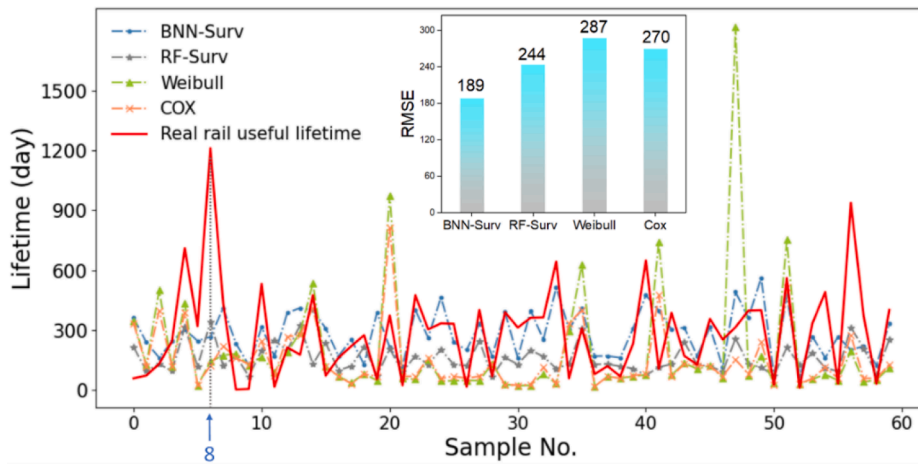 BNN-Surv
RF-Surv
Weibull
COX
Real rail useful lifetime
Lifetime (day)
1500
1200
900
600
300
0
0
10
20
30
40
50
60
8
Sample No.
RMSE
300
240
180
120
60
0
189
244
287
270
BNN-Surv
RF-Surv
Weibull
Cox